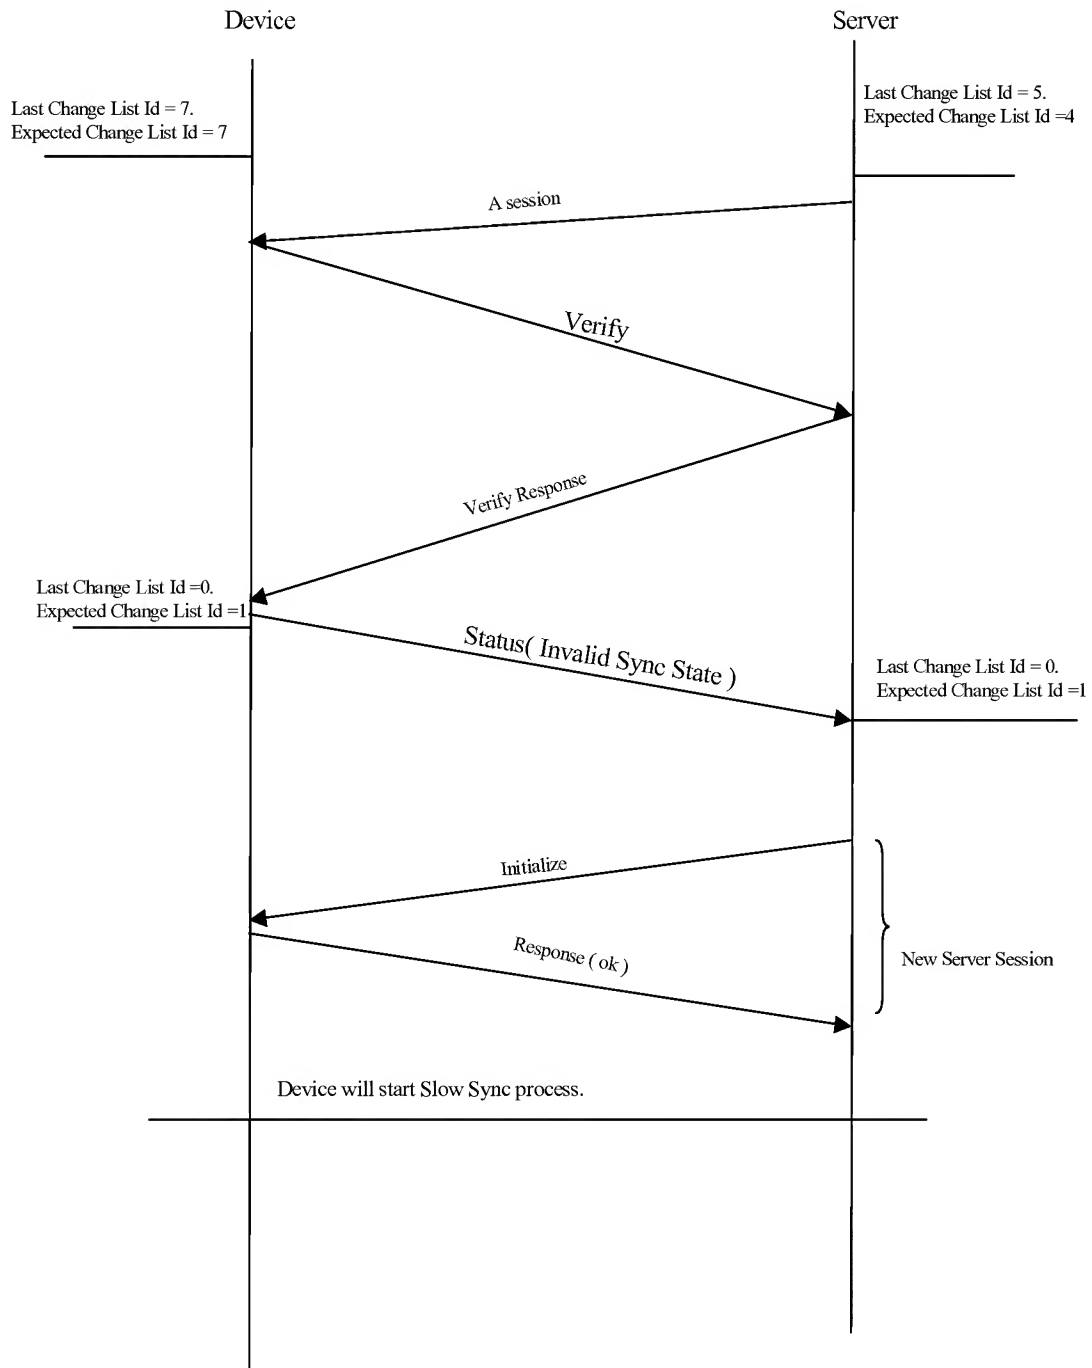 Device
Server
Last Change List Id = 7.
Expected Change List Id = 7
Last Change List Id = 5.
Expected Change List Id =4
A session
Verify
Verify Response
Last Change List Id =0.
Expected Change List Id =1
Status( Invalid Sync State )
Last Change List Id = 0.
Expected Change List Id =1
Initialize
Response ( ok )
New Server Session
Device will start Slow Sync process.